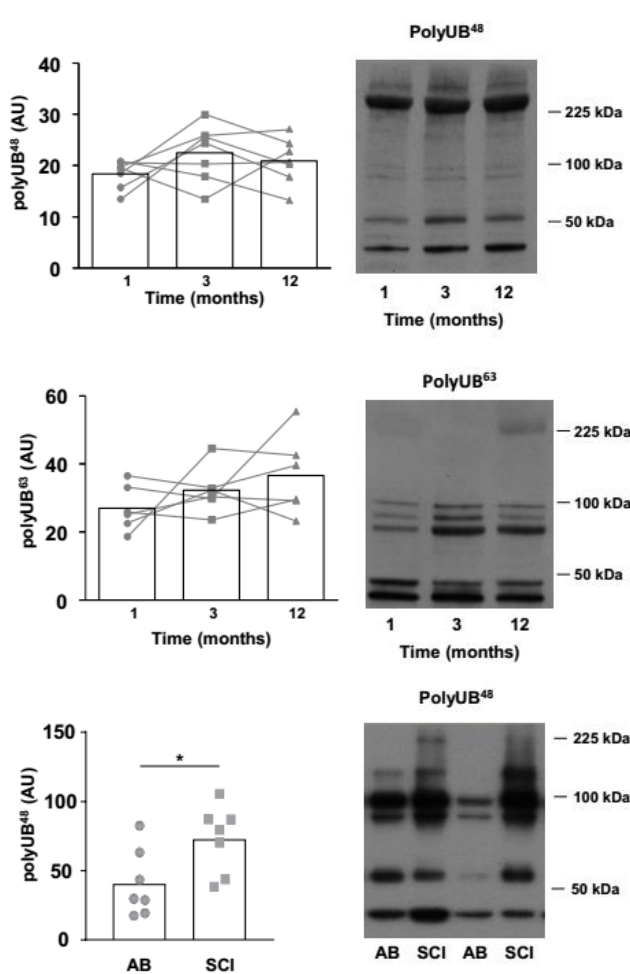 PolyUB⁴⁸
polyUB⁴⁸ (AU)
40
30
20
10
0
1 3 12
Time (months)
225 kDa
100 kDa
50 kDa
1 3 12
Time (months)
PolyUB⁶³
polyUB⁶³ (AU)
60
40
20
0
1 3 12
Time (months)
225 kDa
100 kDa
50 kDa
1 3 12
Time (months)
PolyUB⁴⁸
polyUB⁴⁸ (AU)
150
100
50
0
*
AB SCI
225 kDa
100 kDa
50 kDa
AB SCI AB SCI